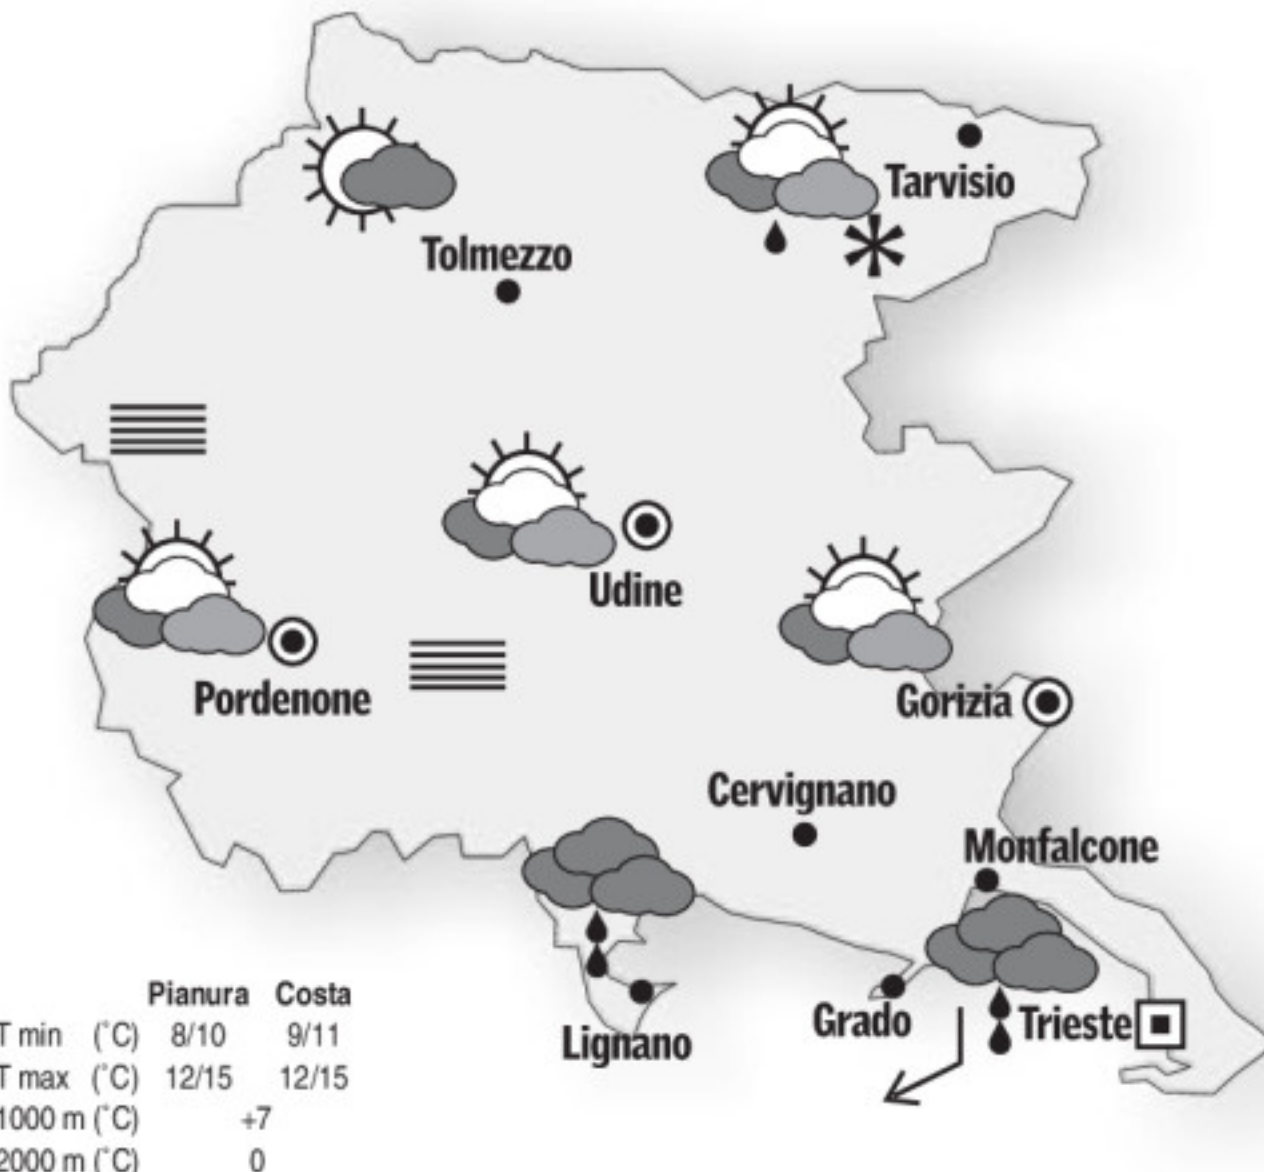 Tarvisio
Tolmezzo
Udine
Pordenone
Gorizia
Cervignano
Monfalcone
Grado
Trieste
Lignano
Pianura Costa
T min (°C) 8/10 9/11
T max (°C) 12/15 12/15
1000 m (°C) +7
2000 m (°C) 0